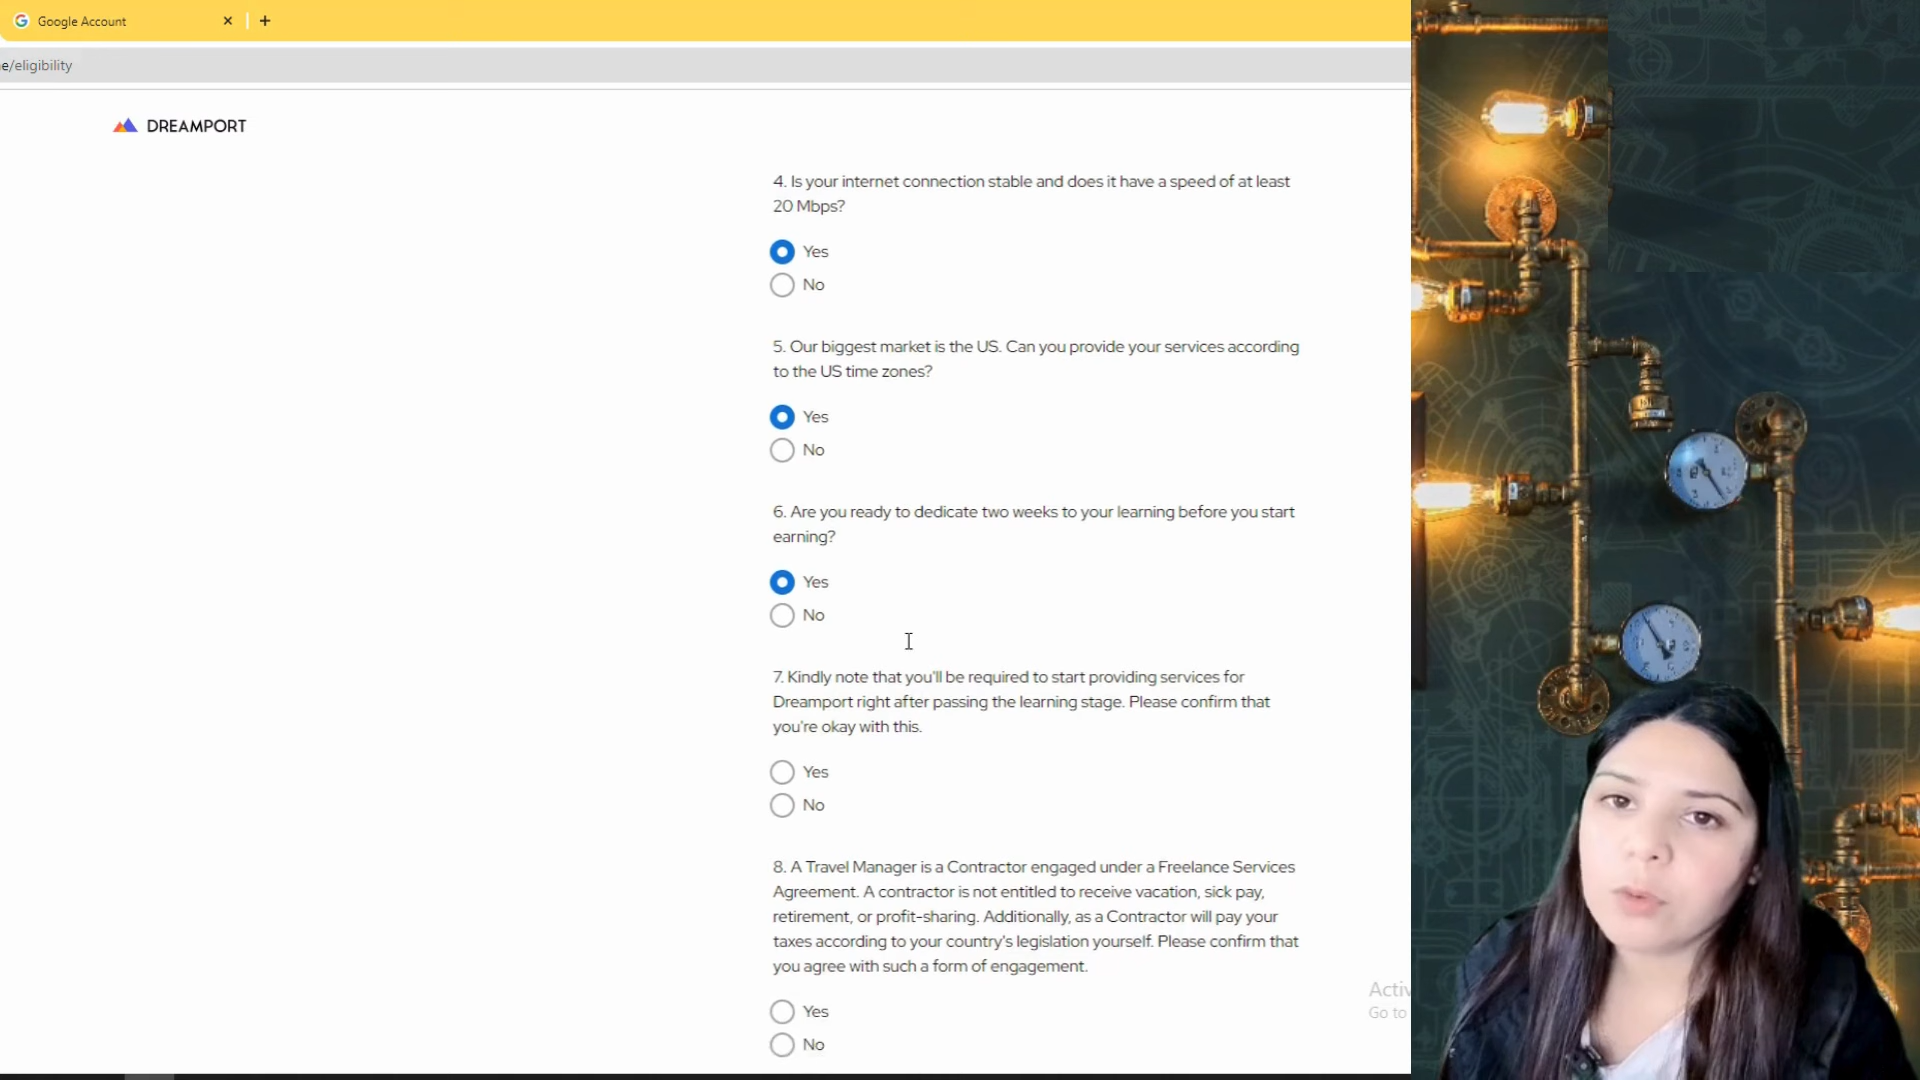 Google Account
e/eligibility
DREAMPORT
4. Is your internet connection stable and does it have a speed of at least
20 Mbps?
Yes
No
5. Our biggest market is the US. Can you provide your services according
to the US time zones?
Yes
No
6. Are you ready to dedicate two weeks to your learning before you start
earning?
Yes
No
7. Kindly note that you'll be required to start providing services for
Dreamport right after passing the learning stage. Please confirm that
you're okay with this.
Yes
No
8. A Travel Manager is a Contractor engaged under a Freelance Services
Agreement. A contractor is not entitled to receive vacation, sick pay,
retirement, or profit-sharing. Additionally, as a Contractor will pay your
taxes according to your country's legislation yourself. Please confirm that
you agree with such a form of engagement.
Yes
No
Activ
Go to